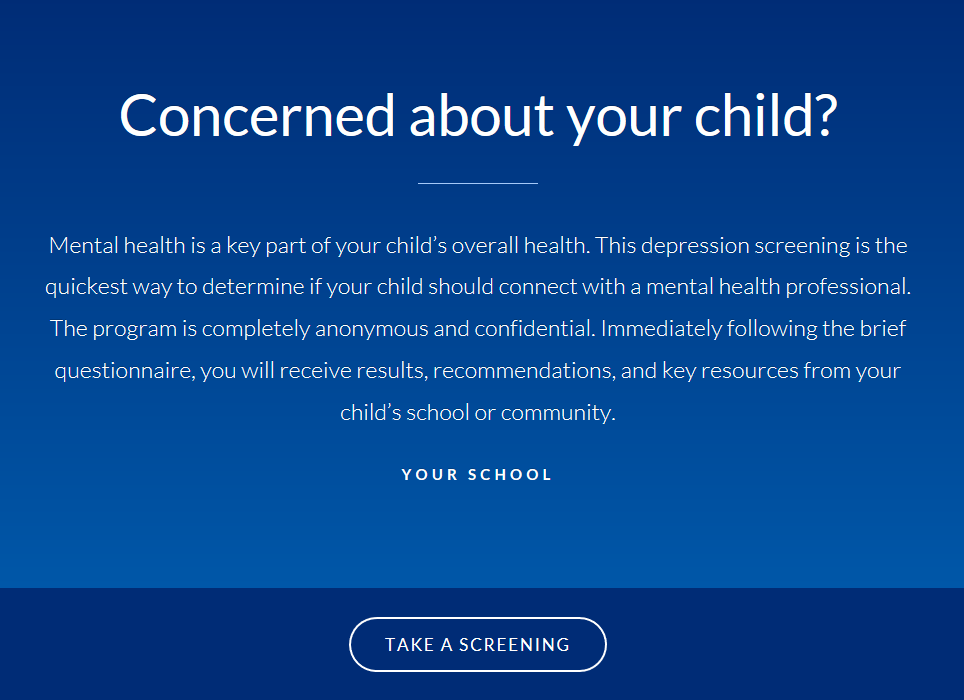 Concerned about your child?
Mental health is a key part of your child’s overall health. This depression screening is the
quickest way to determine if your child should connect with a mental health professional.
The program is completely anonymous and confidential. Immediately following the brief
questionnaire, you will receive results, recommendations, and key resources from your
child’s school or community.
YOUR SCHOOL
TAKE A SCREENING